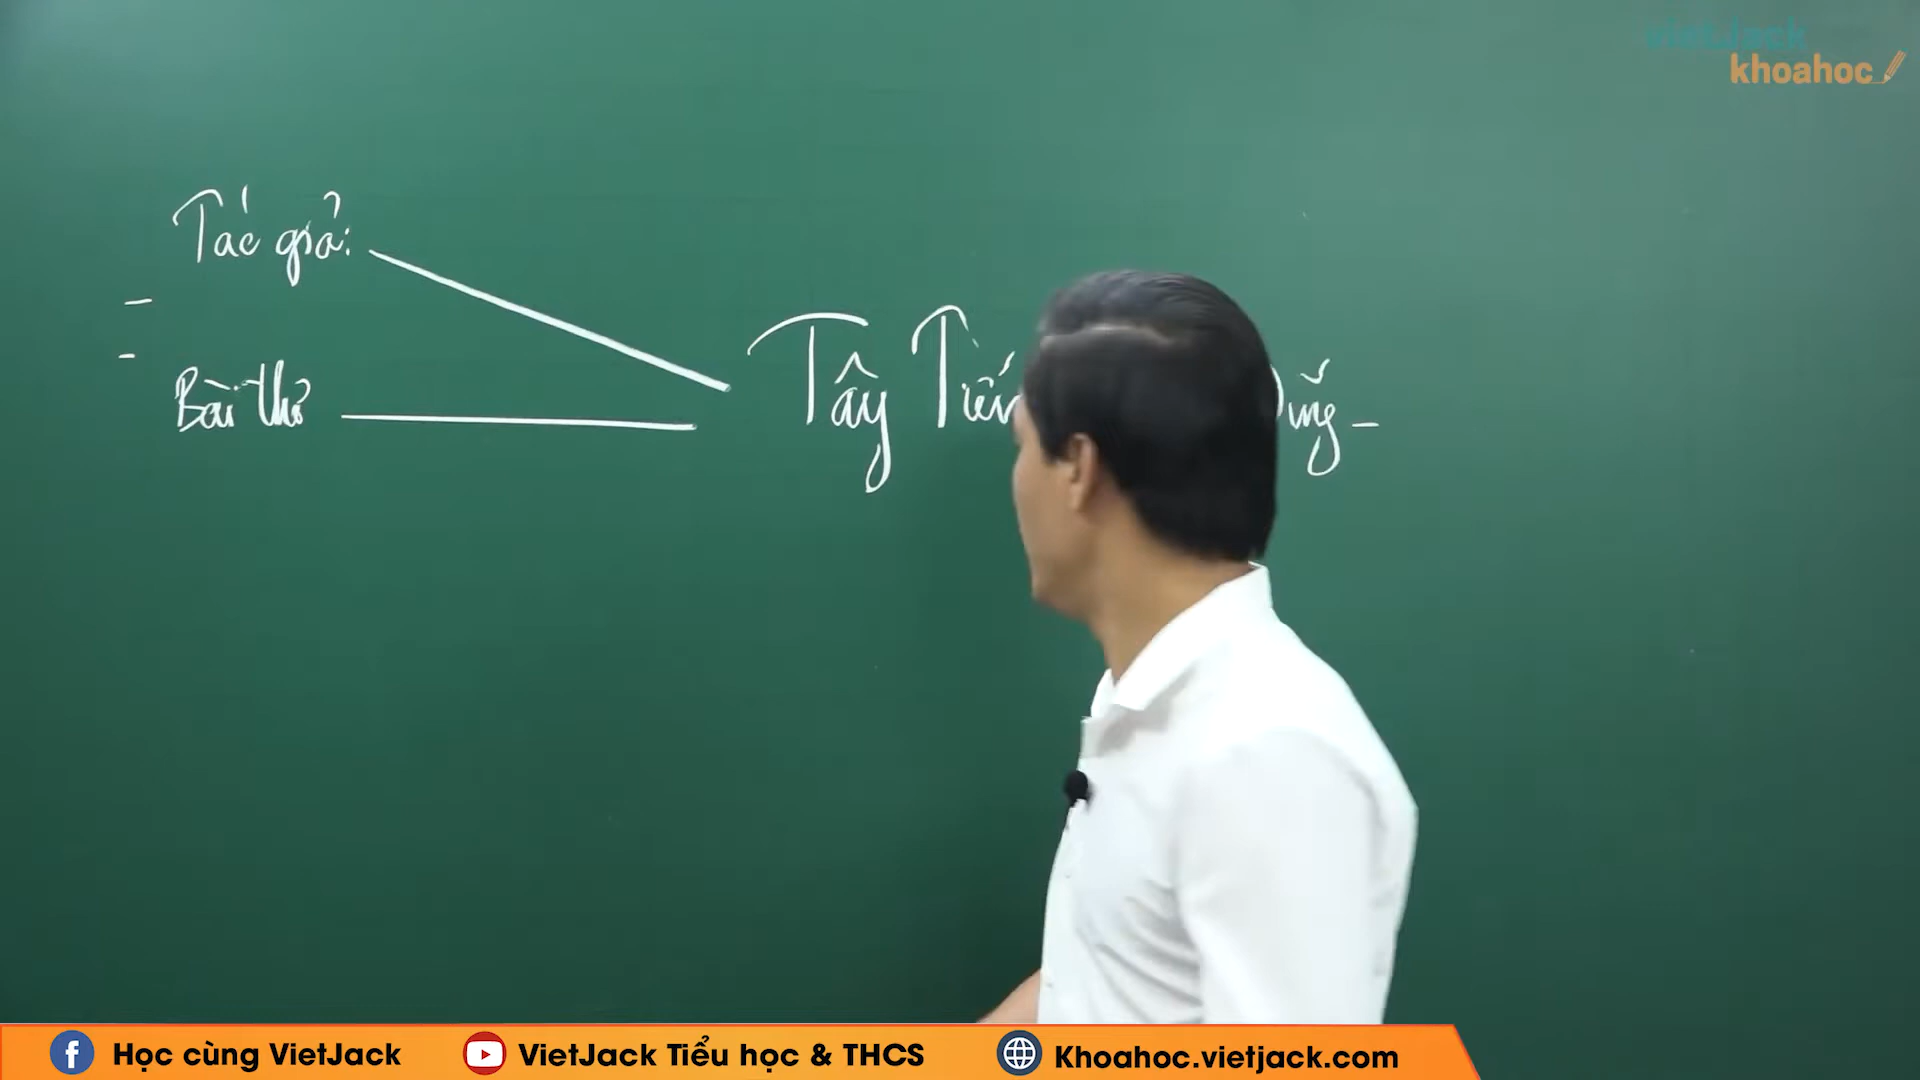 vietjack
khoahoc
Tác giả:
-
- Bài thơ
Tây Tiến
Học cùng VietJack
VietJack Tiểu học & THCS
Khoahoc.vietjack.com